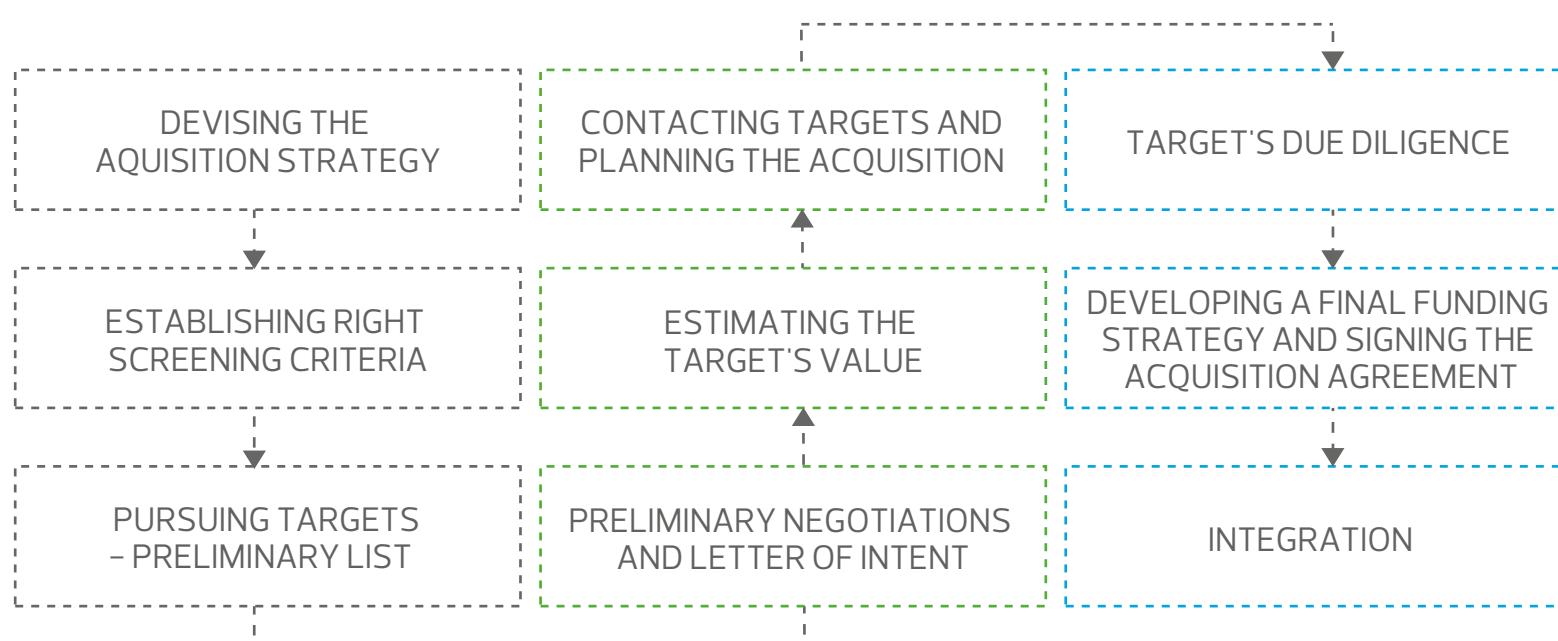 DEVISING THE
AQUISITION STRATEGY
ESTABLISHING RIGHT
SCREENING CRITERIA
PURSUING TARGETS
– PRELIMINARY LIST
CONTACTING TARGETS AND
PLANNING THE ACQUISITION
ESTIMATING THE
TARGET'S VALUE
PRELIMINARY NEGOTIATIONS
AND LETTER OF INTENT
TARGET'S DUE DILIGENCE
DEVELOPING A FINAL FUNDING
STRATEGY AND SIGNING THE
ACQUISITION AGREEMENT
INTEGRATION